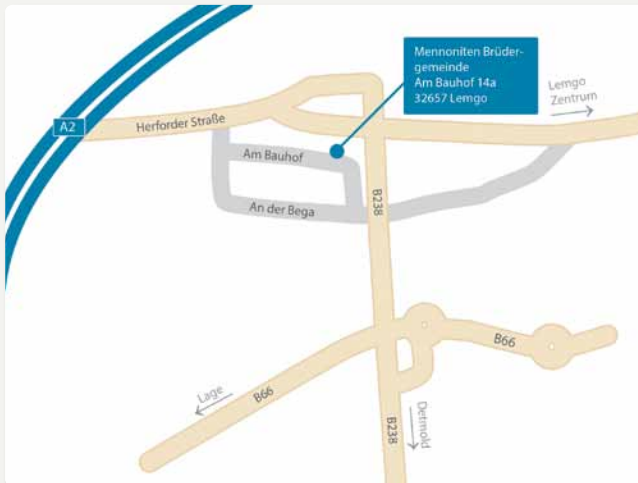 Mennoniten Brüder-
gemeinde
Am Bauhof 14a
32657 Lemgo
Lemgo
Zentrum
A2
Herforder Straße
Am Bauhof
An der Bega
B238
B66
Lage
B66
Detmold
B238